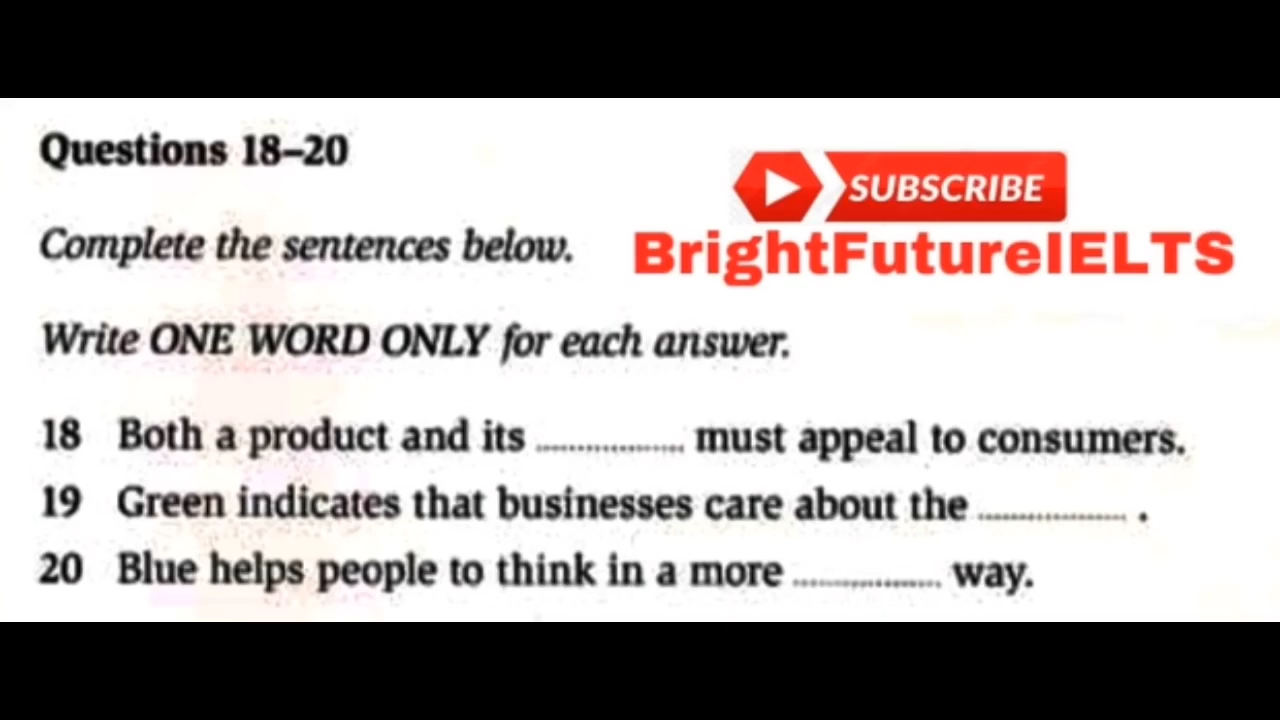 Questions 18–20
SUBSCRIBE
Complete the sentences below.
BrightFutureIELTS
Write ONE WORD ONLY for each answer.
18 Both a product and its ................ must appeal to consumers.
19 Green indicates that businesses care about the ................ .
20 Blue helps people to think in a more ................ way.